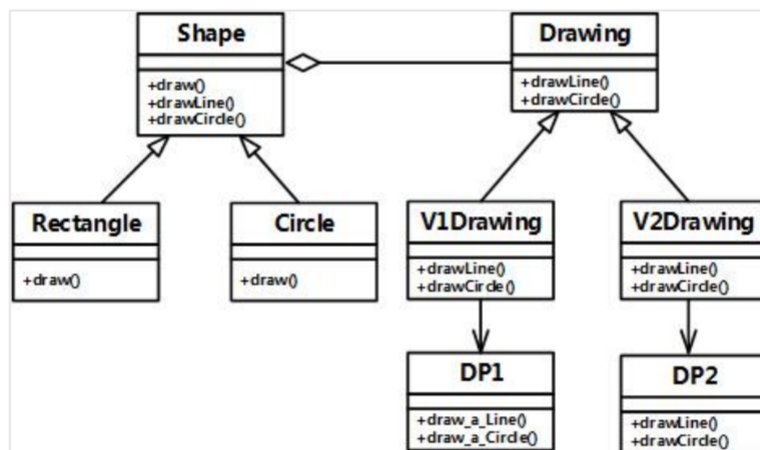 Shape
+draw()
+drawLine()
+drawCircle()
Drawing
+drawLine()
+drawCircle()
Rectangle
+draw()
Circle
+draw()
V1Drawing
+drawLine()
+drawCircle()
V2Drawing
+drawLine()
+drawCircle()
DP1
+draw_a_Line()
+draw_a_Circle()
DP2
+drawLine()
+drawCircle()